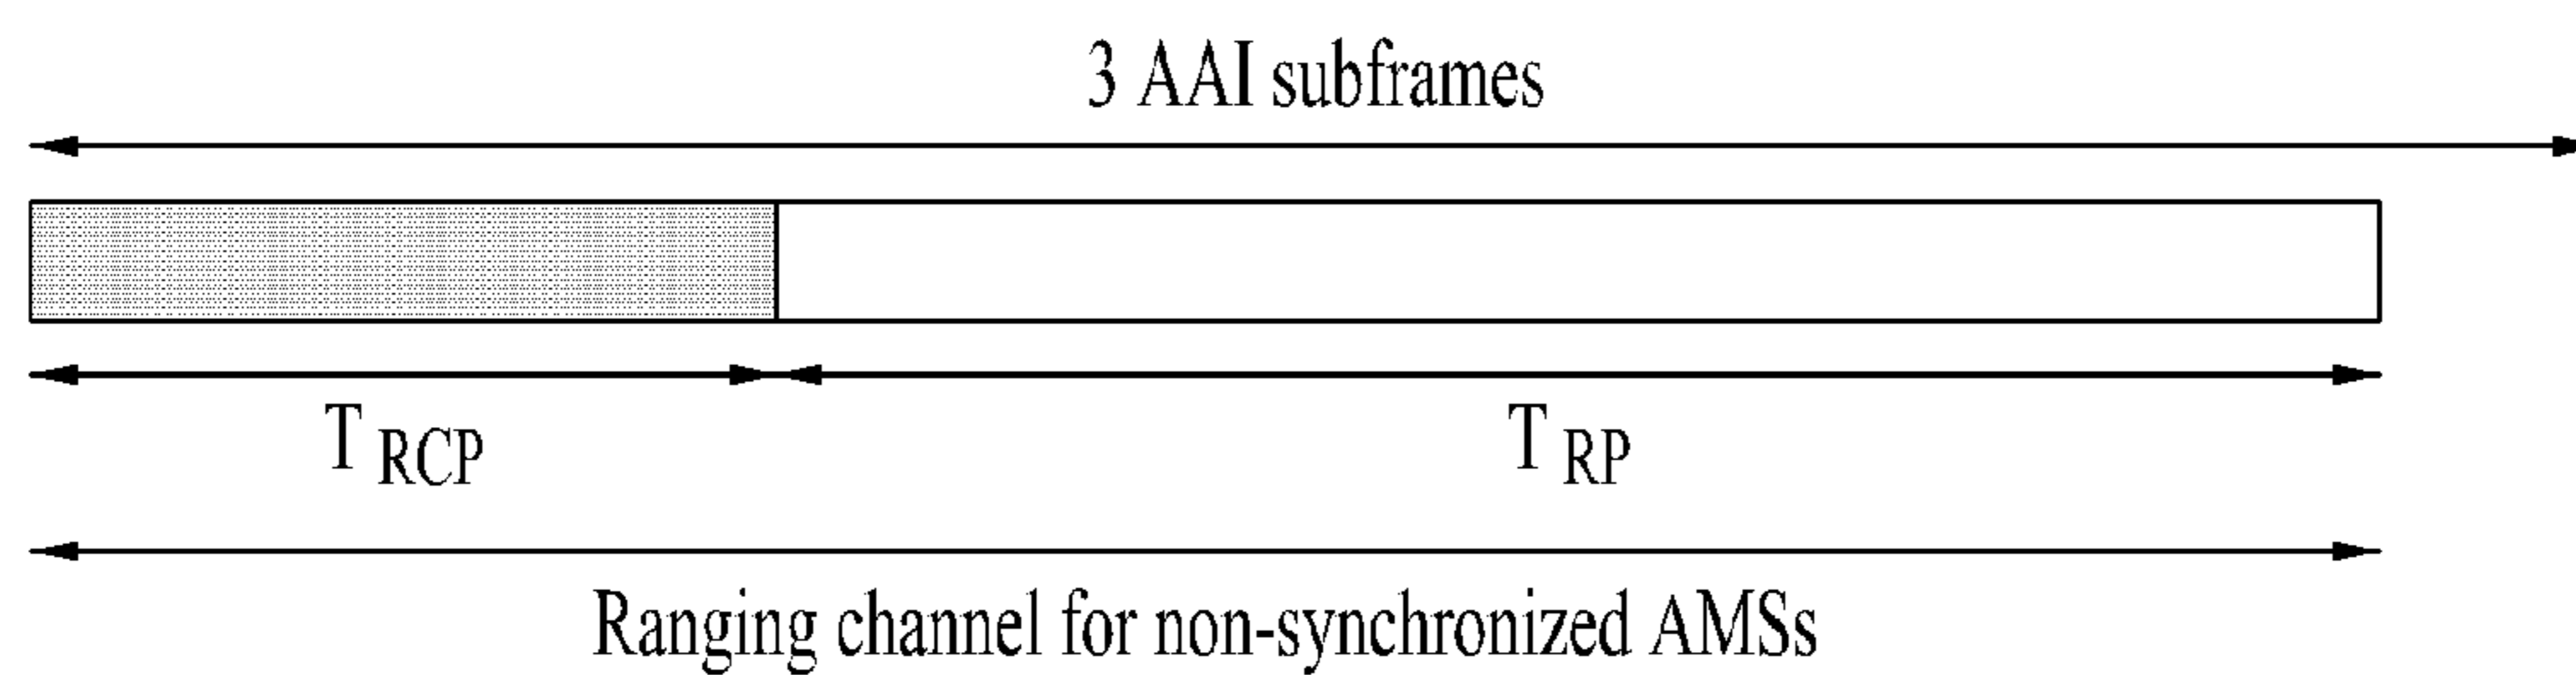 3 AAI subframes
T RCP T RP
Ranging channel for non-synchronized AMSs